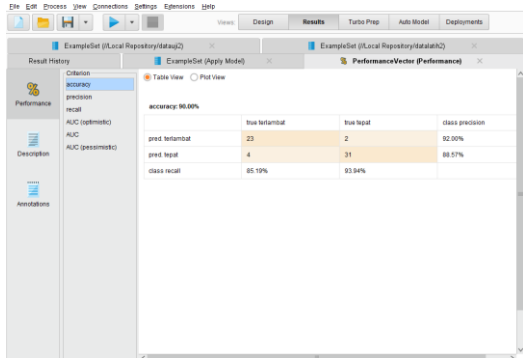 File Edit Process View Connections Settings Extensions Help
Views: Design Results Turbo Prep Auto Model Deployments
ExampleSet (//Local Repository/datauji2) ExampleSet (//Local Repository/datalatih2)
Result History ExampleSet (Apply Model) PerformanceVector (Performance)
Performance
Description
Annotations
Criterion
accuracy
precision
recall
AUC (optimistic)
AUC
AUC (pessimistic)
Table View Plot View
accuracy: 90.00%
true terlambat true tepat class precision
pred. terlambat 23 2 92.00%
pred. tepat 4 31 88.57%
class recall 85.19% 93.94%